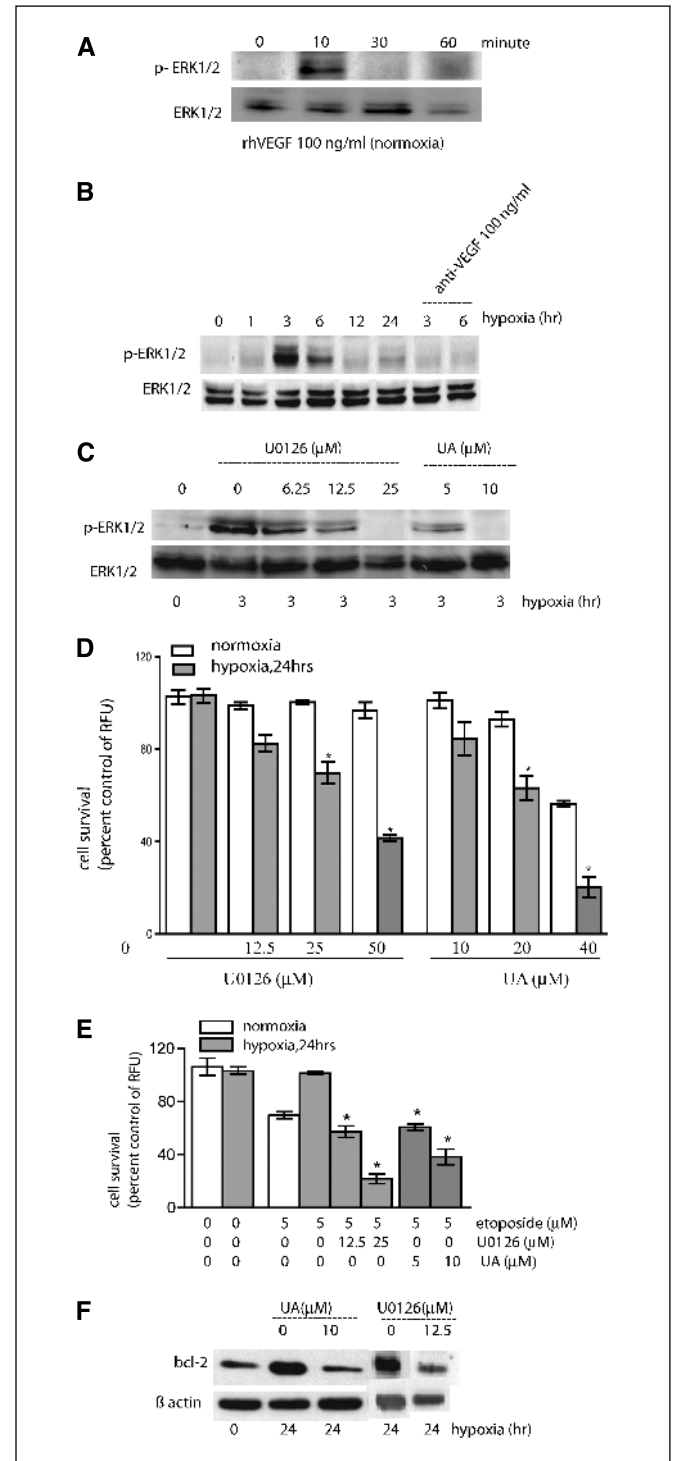 A
0 10 30 60 minute
p- ERK1/2
ERK1/2
rhVEGF 100 ng/ml (normoxia)
B
anti-VEGF 100 ng/ml
0 1 3 6 12 24 3 6 hypoxia (hr)
p-ERK1/2
ERK1/2
C
U0126 (µM) UA (µM)
0 0 6.25 12.5 25 5 10
p-ERK1/2
ERK1/2
0 3 3 3 3 3 3 hypoxia (hr)
D
normoxia
hypoxia,24hrs
cell survival
(percent control of RFU)
120
80
40
0
* * * *
0 12.5 25 50 10 20 40
U0126 (µM) UA (µM)
E
normoxia
hypoxia,24hrs
cell survival
(percent control of RFU)
120
80
40
0
* * * *
0 0 5 5 5 5 5 5 etoposide (µM)
0 0 0 0 12.5 25 0 0 U0126 (µM)
0 0 0 0 0 0 5 10 UA (µM)
F
UA(µM) U0126(µM)
0 10 0 12.5
bcl-2
ß actin
0 24 24 24 24 hypoxia (hr)